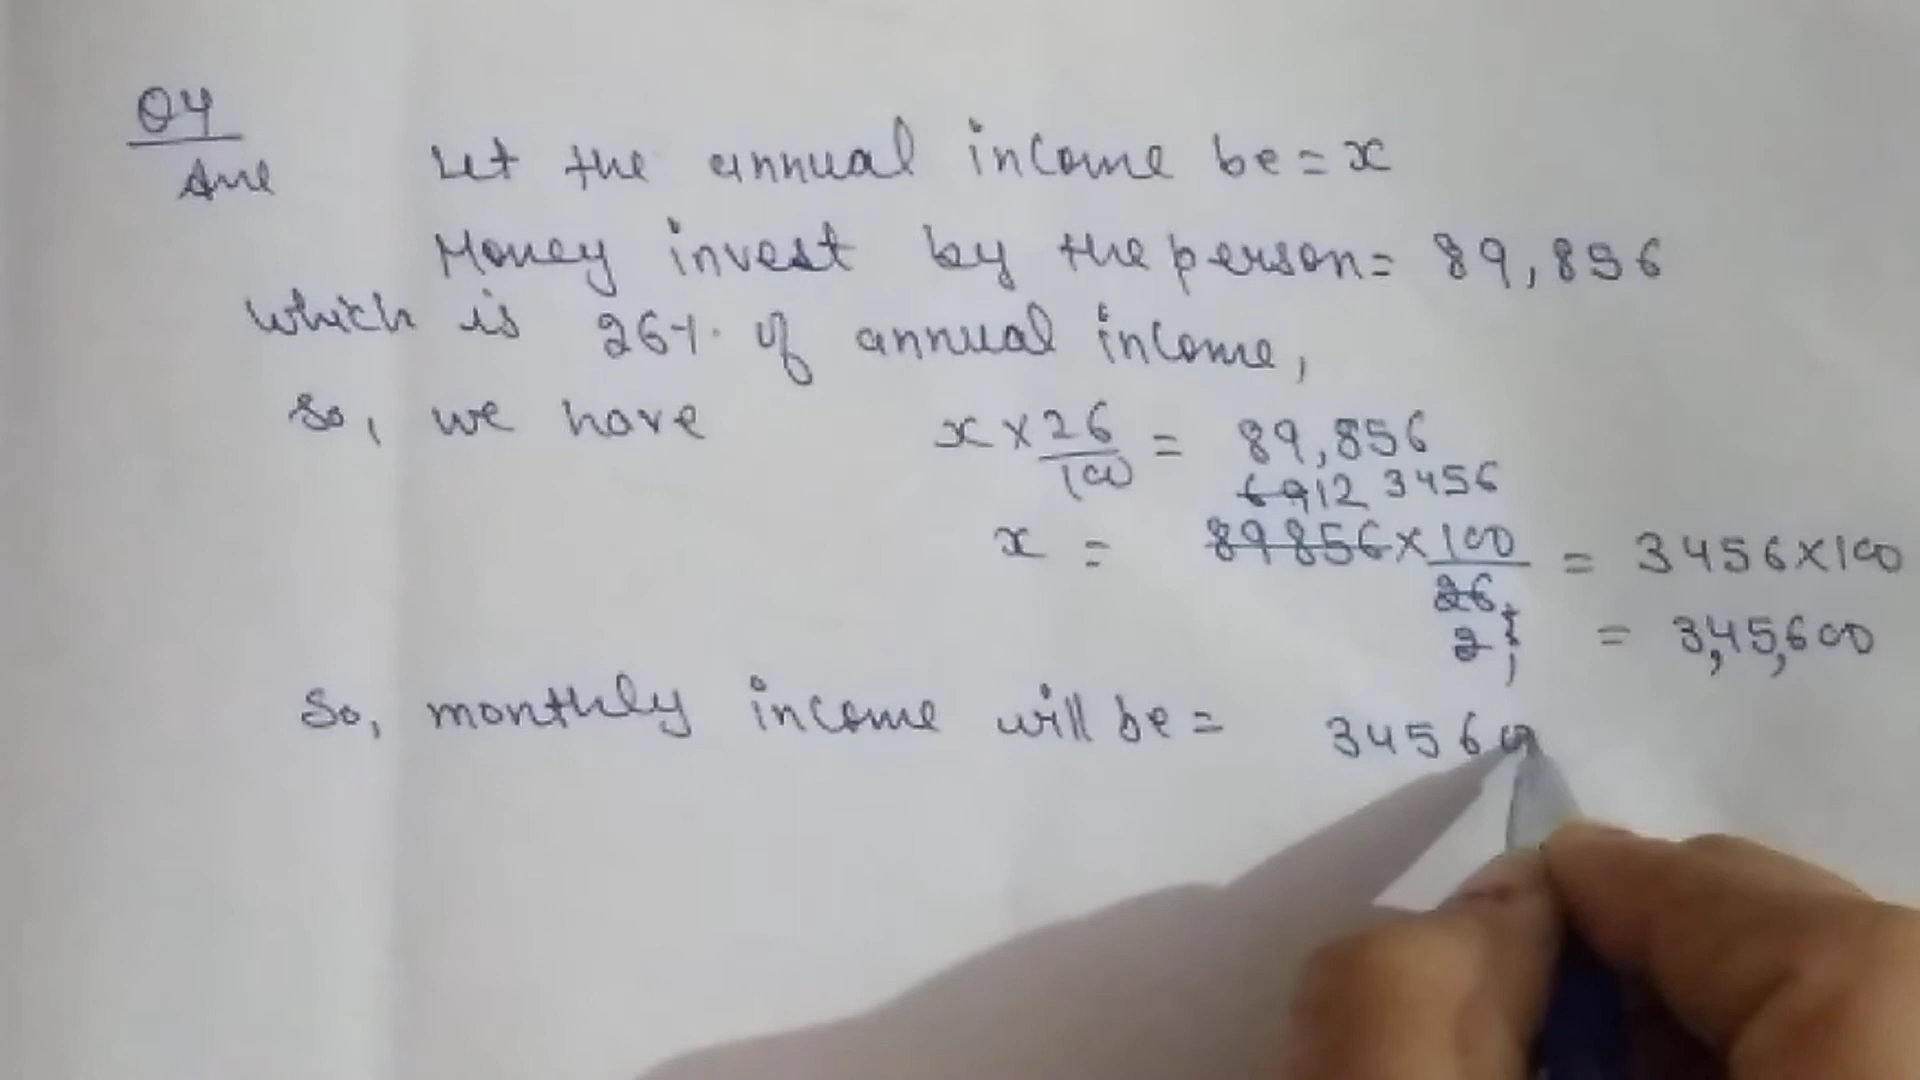 Q4
Ans Let the annual income be = x
Money invest by the person = 89,856
which is 26% of annual income,
So, we have x × 26/100 = 89,856
6912 3456
x = 89856 × 100/26 = 3456×100
2 = 3,45,600
So, monthly income will be = 34560